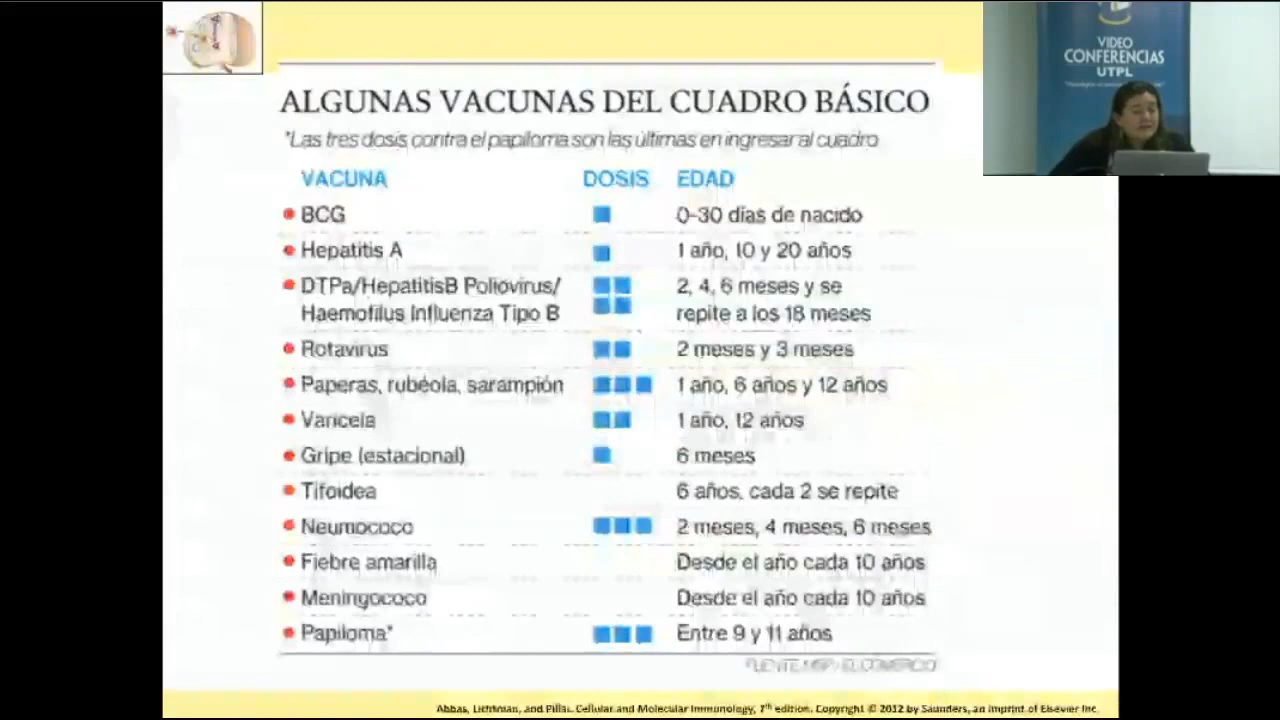 VIDEO
CONFERENCIAS
UTPL
ALGUNAS VACUNAS DEL CUADRO BÁSICO
*Las tres dosis contra el papiloma son las últimas en ingresar al cuadro
VACUNA DOSIS EDAD
BCG 0-30 días de nacido
Hepatitis A 1 año, 10 y 20 años
DTPa/HepatitisB Poliovirus/ 2, 4, 6 meses y se
Haemofilus Influenza Tipo B repite a los 18 meses
Rotavirus 2 meses y 3 meses
Paperas, rubéola, sarampión 1 año, 6 años y 12 años
Varicela 1 año, 12 años
Gripe (estacional) 6 meses
Tifoidea 6 años, cada 2 se repite
Neumococo 2 meses, 4 meses, 6 meses
Fiebre amarilla Desde el año cada 10 años
Meningococo Desde el año cada 10 años
Papiloma* Entre 9 y 11 años
FUENTE: MSP / EL COMERCIO
Abbas, Lichtman, and Pillai. Cellular and Molecular Immunology, 7th edition. Copyright © 2012 by Saunders, an imprint of Elsevier Inc.